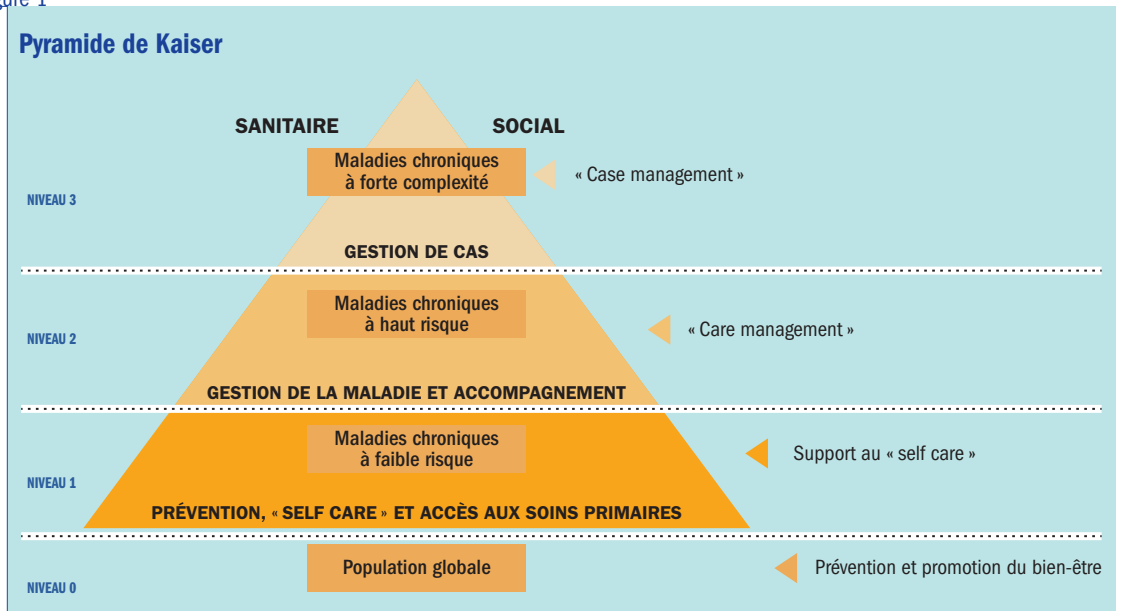 Figure 1
Pyramide de Kaiser
SANITAIRE SOCIAL
Maladies chroniques
à forte complexité
« Case management »
NIVEAU 3
GESTION DE CAS
Maladies chroniques
à haut risque
« Care management »
NIVEAU 2
GESTION DE LA MALADIE ET ACCOMPAGNEMENT
Maladies chroniques
à faible risque
Support au « self care »
NIVEAU 1
PRÉVENTION, « SELF CARE » ET ACCÈS AUX SOINS PRIMAIRES
Population globale
Prévention et promotion du bien-être
NIVEAU 0